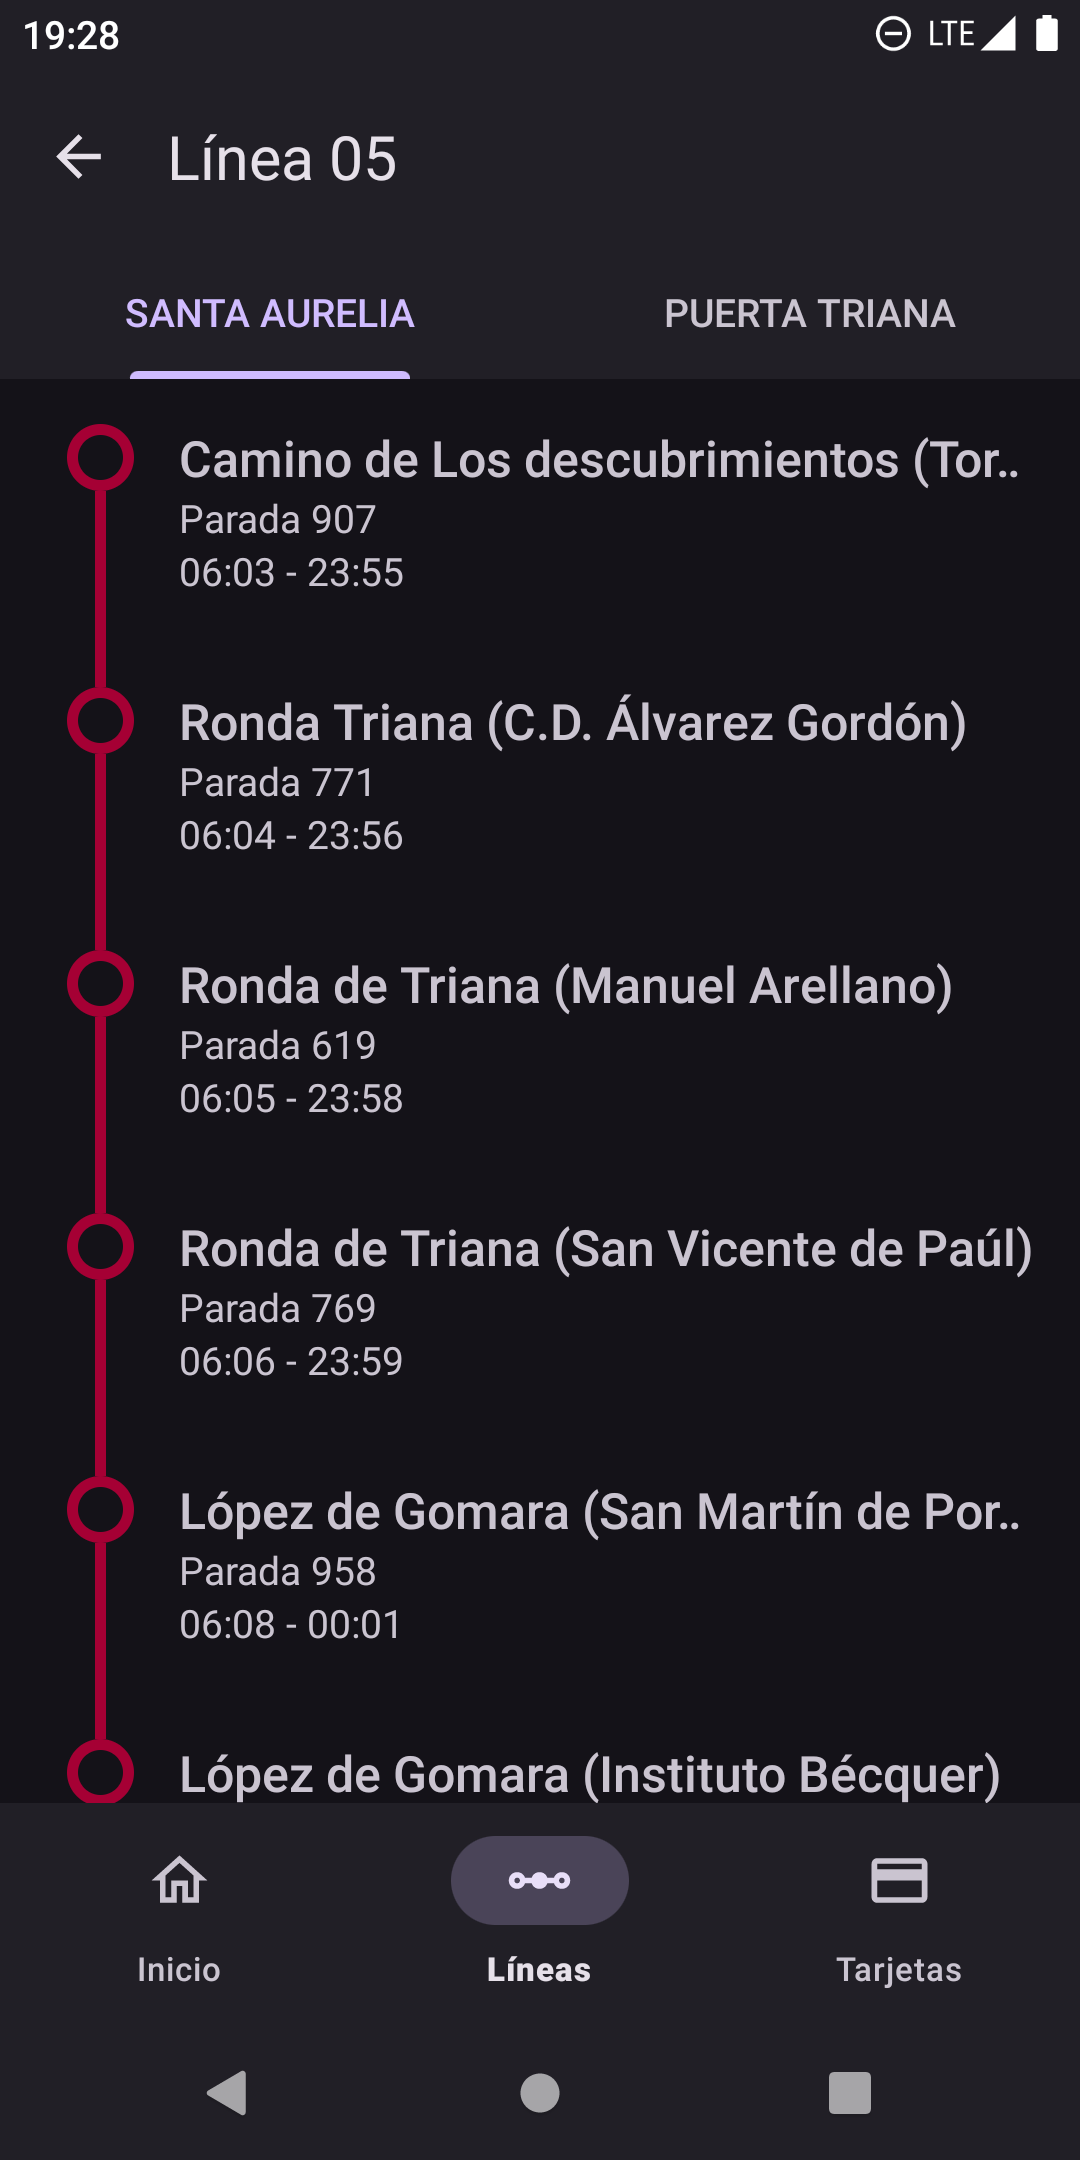 19:28
LTE
Línea 05
SANTA AURELIA
PUERTA TRIANA
Camino de Los descubrimientos (Tor..
Parada 907
06:03 - 23:55
Ronda Triana (C.D. Álvarez Gordón)
Parada 771
06:04 - 23:56
Ronda de Triana (Manuel Arellano)
Parada 619
06:05 - 23:58
Ronda de Triana (San Vicente de Paúl)
Parada 769
06:06 - 23:59
López de Gomara (San Martín de Por..
Parada 958
06:08 - 00:01
López de Gomara (Instituto Bécquer)
Inicio
Líneas
Tarjetas